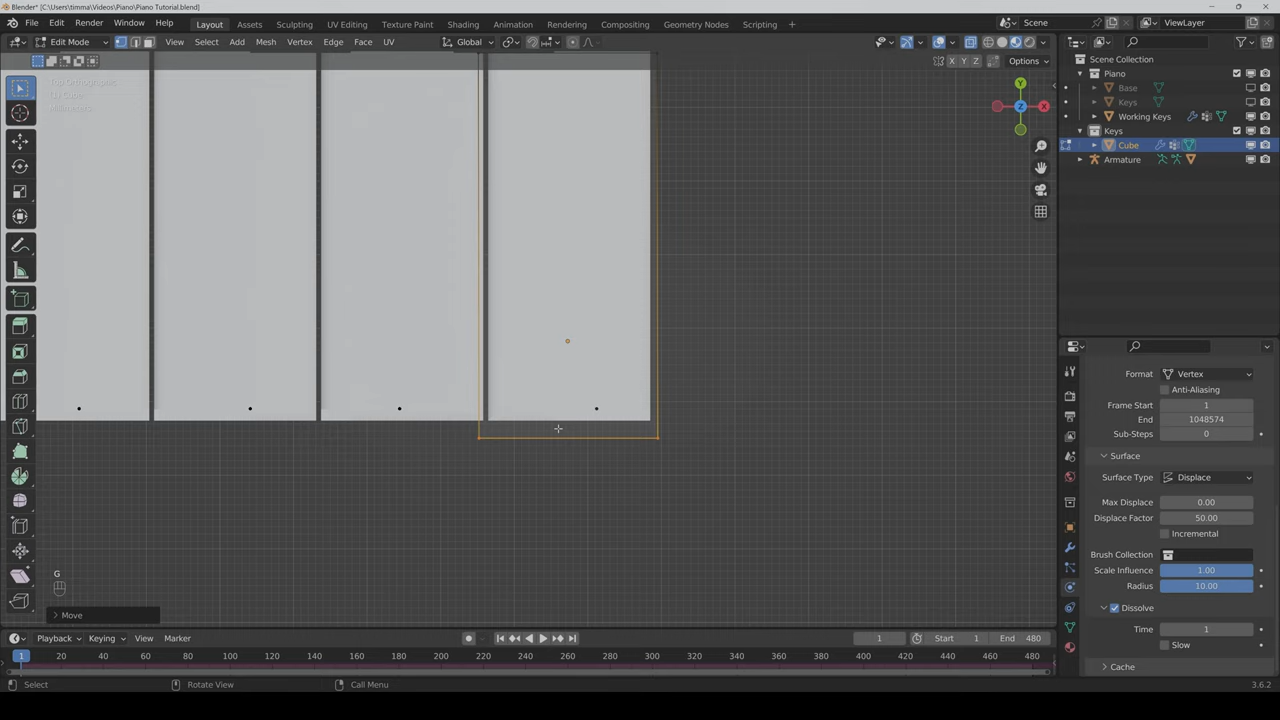 Blender* [C:\Users\timma\Videos\Piano\Piano Tutorial.blend]
File Edit Render Window Help Layout Assets Sculpting UV Editing Texture Paint Shading Animation Rendering Compositing Geometry Nodes Scripting + Scene ViewLayer
Edit Mode View Select Add Mesh Vertex Edge Face UV Global
X Y Z Options
Top Orthographic
Millimeters
Y
X
Z
Scene Collection
Piano
Base
Keys
Working Keys
Keys
Cube
Armature
Format Vertex
Anti-Aliasing
Frame Start 1
End 1048574
Sub-Steps 0
Surface
Surface Type Displace
Max Displace 0.00
Displace Factor 50.00
Incremental
Brush Collection
Scale Influence 1.00
Radius 10.00
Dissolve
Time 1
Slow
Cache
G
Move
Playback Keying View Marker 1 Start 1 End 480
1 20 40 60 80 100 120 140 160 180 200 220 240 260 280 300 320 340 360 380 400 420 440 460 480
Select Rotate View Call Menu 3.6.2